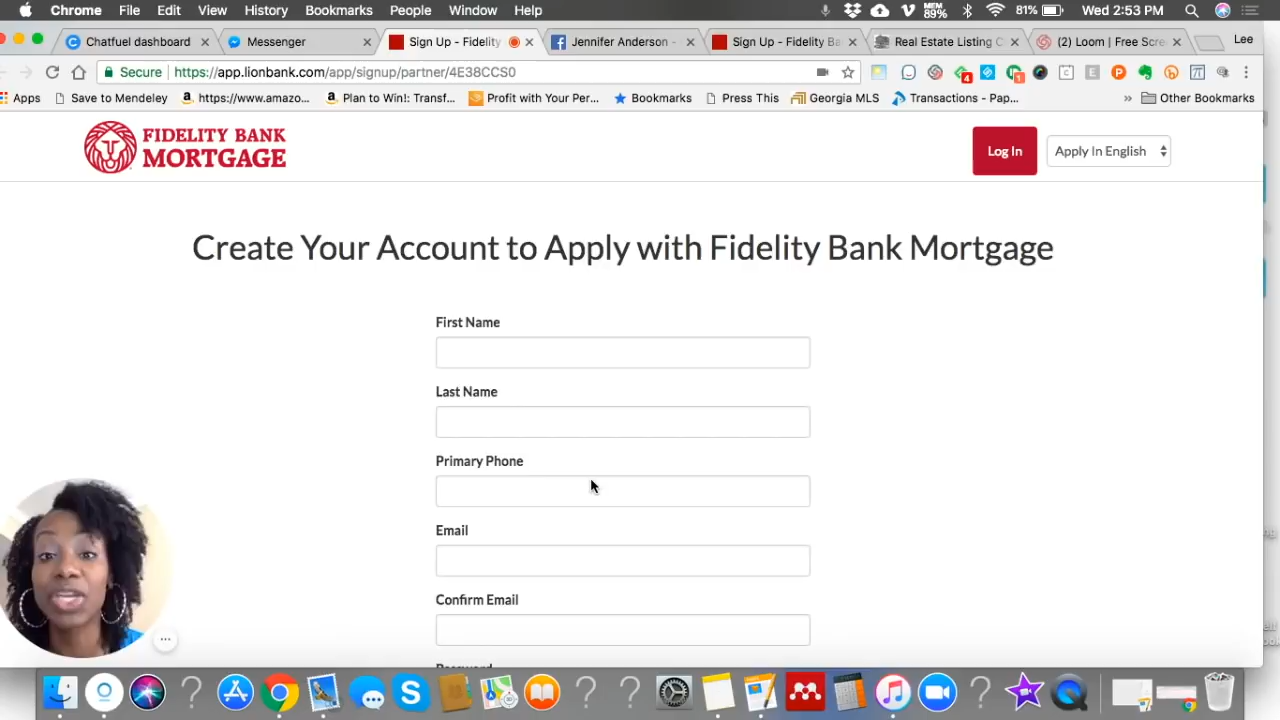 Chrome File Edit View History Bookmarks People Window Help MEM 89% 81% Wed 2:53 PM
Chatfuel dashboard Messenger Sign Up - Fidelity Jennifer Anderson - Sign Up - Fidelity Ba Real Estate Listing C (2) Loom | Free Scre Lee
Secure https://app.lionbank.com/app/signup/partner/4E38CCS0
Apps Save to Mendeley https://www.amazo... Plan to Win!: Transf... Profit with Your Per... Bookmarks Press This Georgia MLS Transactions - Pap... » Other Bookmarks
FIDELITY BANK
MORTGAGE
Log In Apply In English
Create Your Account to Apply with Fidelity Bank Mortgage
First Name
Last Name
Primary Phone
Email
Confirm Email